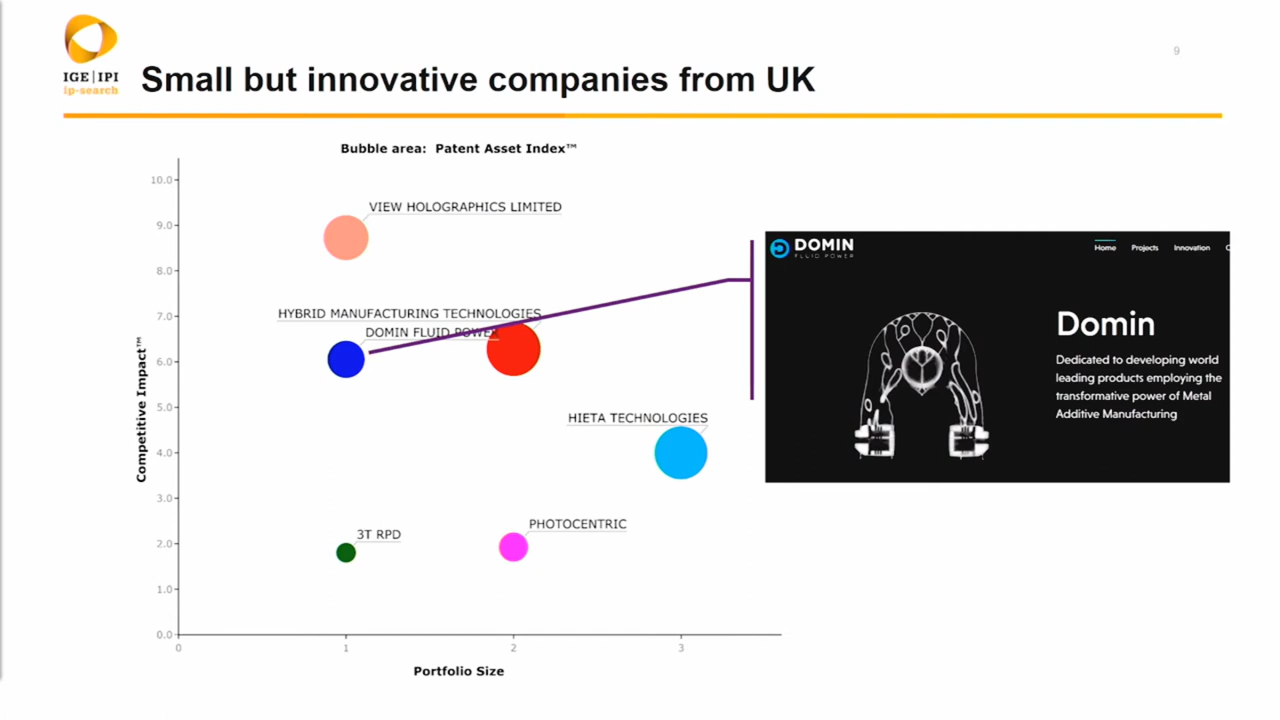 9
IGE|IPI
ip-search
Small but innovative companies from UK
Bubble area: Patent Asset Index™
10.0
9.0
8.0
7.0
6.0
5.0
4.0
3.0
2.0
1.0
0.0
Competitive Impact™
VIEW HOLOGRAPHICS LIMITED
HYBRID MANUFACTURING TECHNOLOGIES
DOMIN FLUID POWER
HIETA TECHNOLOGIES
PHOTOCENTRIC
3T RPD
0
1
2
3
Portfolio Size
DOMIN
FLUID POWER
Home Projects Innovation
Domin
Dedicated to developing world
leading products employing the
transformative power of Metal
Additive Manufacturing